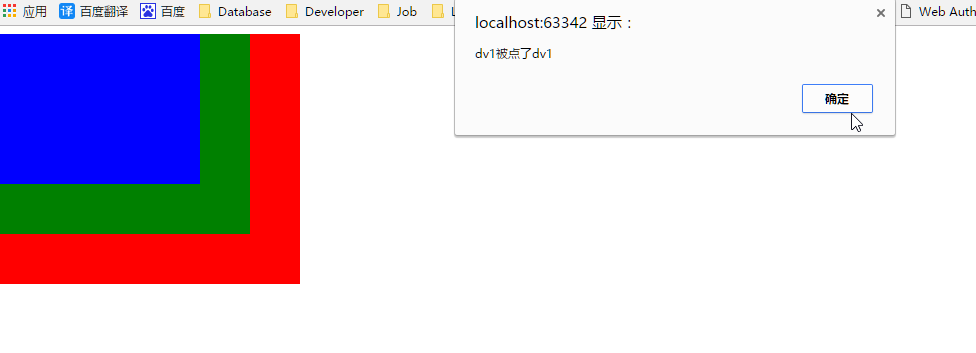 应用 译 百度翻译 百度 Database Developer Job L Web Auth
localhost:63342 显示：
dv1被点了dv1
确定